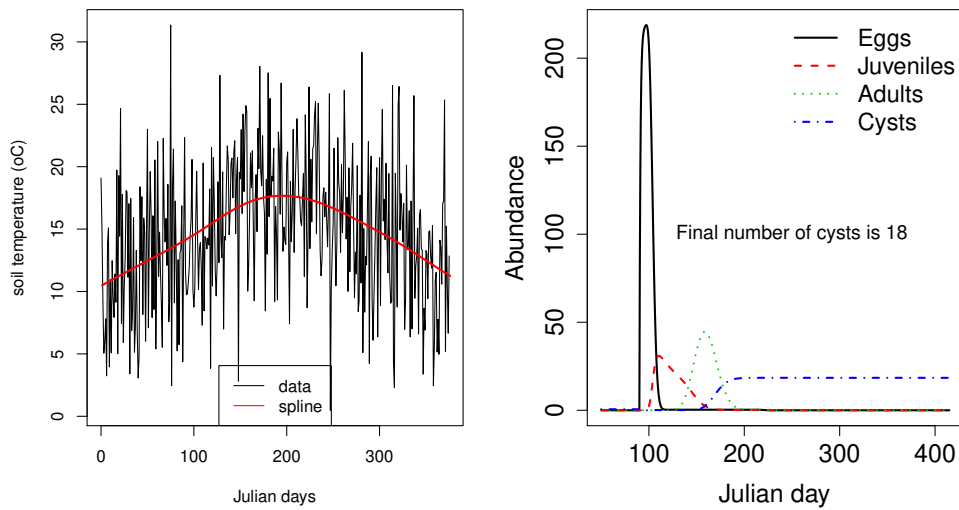 soil temperature (oC)
30
25
20
15
10
5
0
data
spline
0
100
200
300
Julian days
Abundance
200
150
100
50
0
Eggs
Juveniles
Adults
Cysts
Final number of cysts is 18
100
200
300
400
Julian day